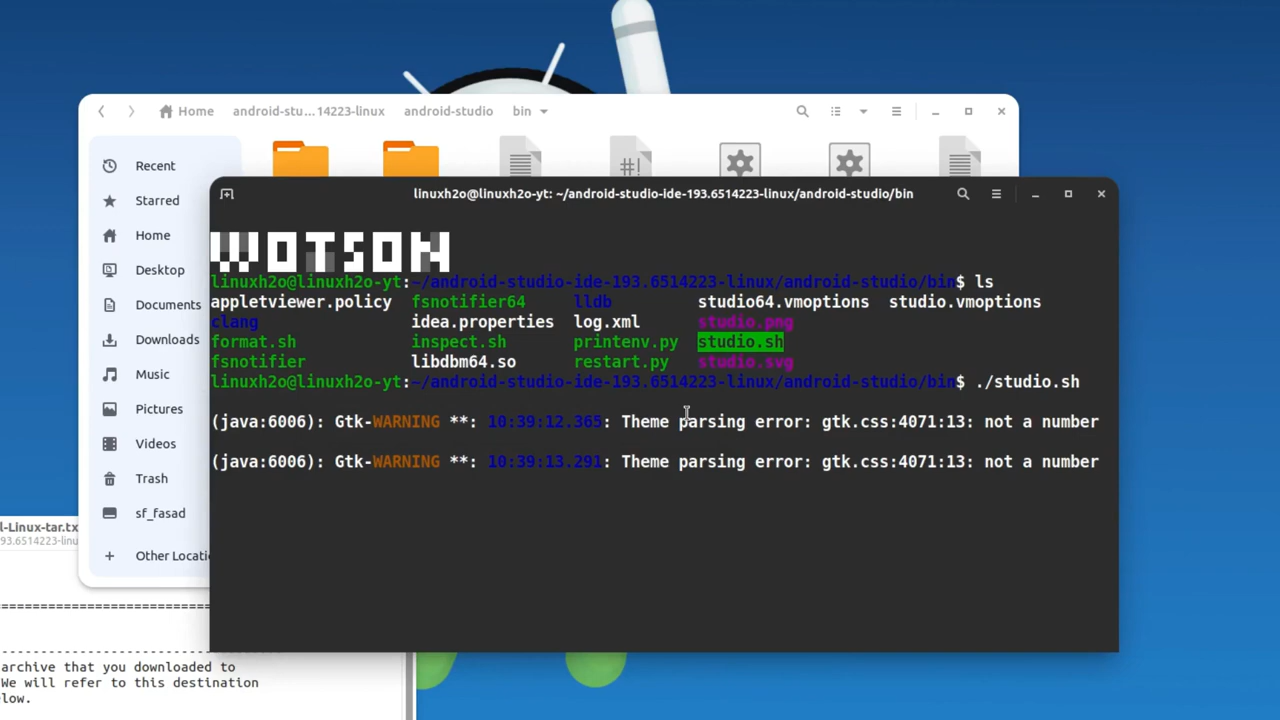 Home android-stu...14223-linux android-studio bin
Recent
Starred
Home
Desktop
Documents
Downloads
Music
Pictures
Videos
Trash
sf_fasad
Other Locati
linuxh2o@linuxh2o-yt: ~/android-studio-ide-193.6514223-linux/android-studio/bin
WOTSON
linuxh2o@linuxh2o-yt:~/android-studio-ide-193.6514223-linux/android-studio/bin$ ls
appletviewer.policy fsnotifier64 lldb studio64.vmoptions studio.vmoptions
clang idea.properties log.xml studio.png
format.sh inspect.sh printenv.py studio.sh
fsnotifier libdbm64.so restart.py studio.svg
linuxh2o@linuxh2o-yt:~/android-studio-ide-193.6514223-linux/android-studio/bin$ ./studio.sh
(java:6006): Gtk-WARNING **: 10:39:12.365: Theme parsing error: gtk.css:4071:13: not a number
(java:6006): Gtk-WARNING **: 10:39:13.291: Theme parsing error: gtk.css:4071:13: not a number
l-Linux-tar.tx
93.6514223-linu
archive that you downloaded to
We will refer to this destination
low.